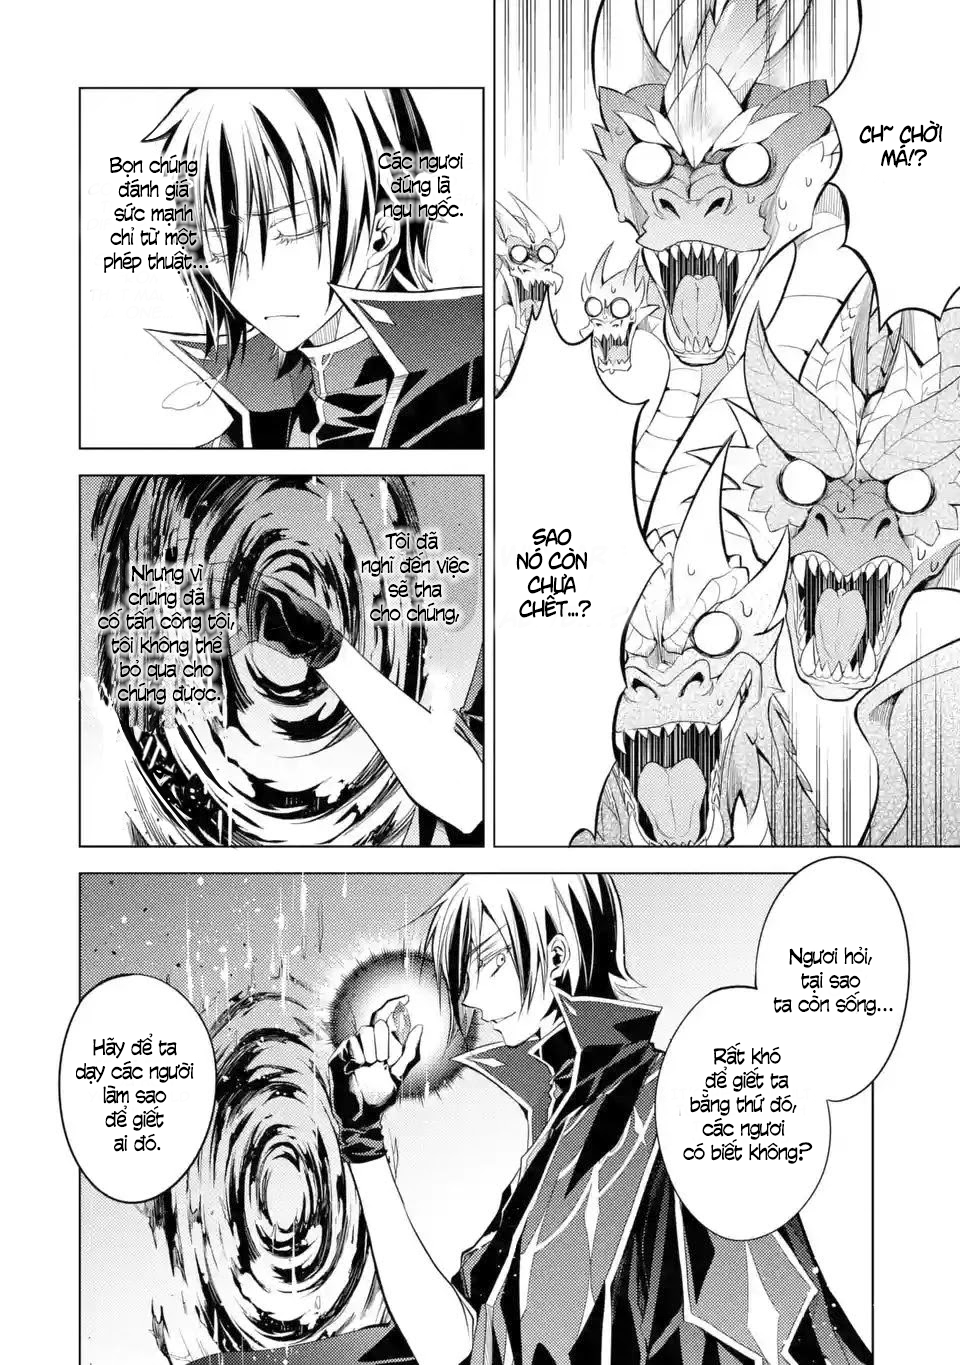 CH~ CHỜI
MÁ!?
SAO
NÓ CÒN
CHƯA
CHẾT...?
Các ngươi
đúng là
ngu ngốc.
Bọn chúng
đánh giá
sức mạnh
chỉ từ một
phép thuật...
Tôi đã
nghĩ đến việc
sẽ tha
cho chúng,
Nhưng vì
chúng đã
cố tấn công tôi,
tôi không thể
bỏ qua cho
chúng được.
Ngươi hỏi,
tại sao
ta còn sống...
Rất khó
để giết ta
bằng thứ đó,
các ngươi
có biết không?
Hãy để ta
dạy các người
làm sao
để giết
ai đó.